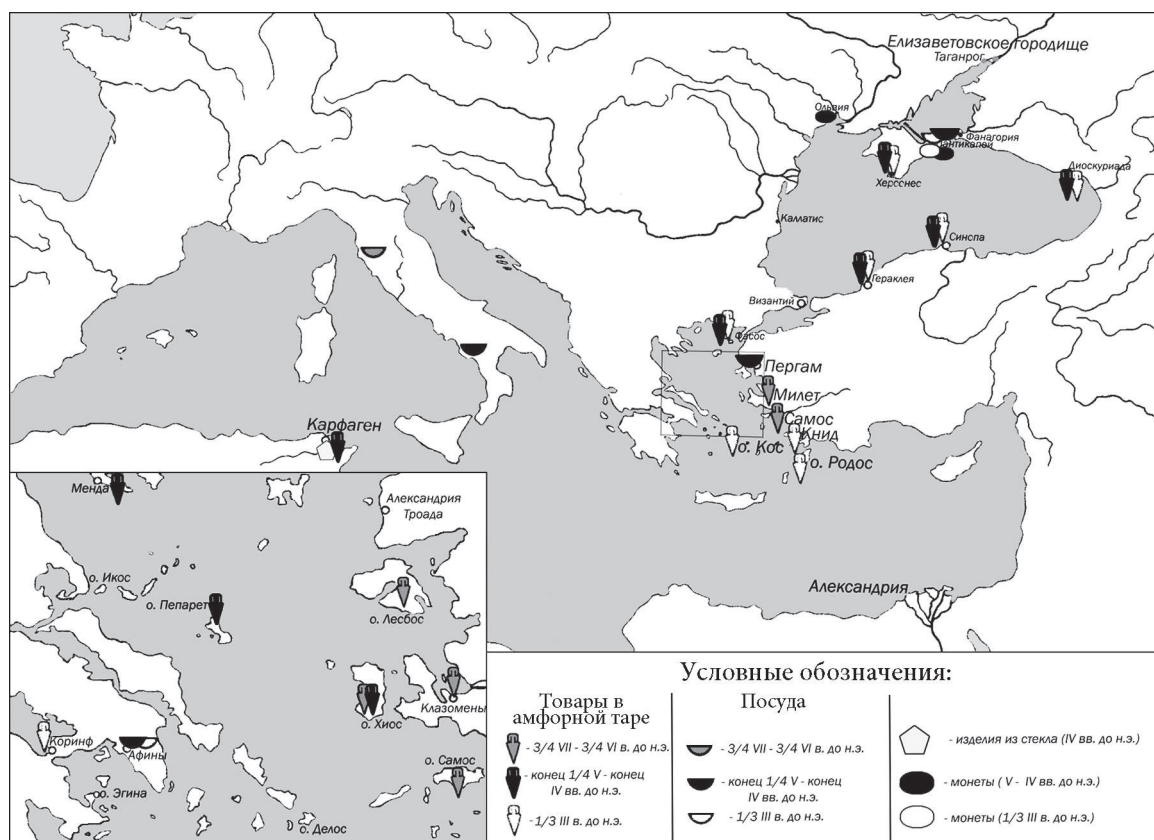 Елизаветовское городище
Таганрог
Ольвия
Фанагория
Пантикапей
Херсонес
Диоскуриада
Каллатис
Синспа
Гераклея
Византий
Фасос
Пергам
Милет
Самос
Книд
о. Кос
о. Родос
Карфаген
Александрия
Менда
Александрия
Троада
о. Икос
о. Пепарет
о. Лесбос
Клазомены
о. Хиос
Коринф
Афины
о. Самос
о. Эгина
о. Делос
Условные обозначения:
Товары в
амфорной таре
- 3/4 VII - 3/4 VI в. до н.э.
- конец 1/4 V - конец
IV вв. до н.э.
- 1/3 III в. до н.э.
Посуда
- 3/4 VII - 3/4 VI в. до н.э.
- конец 1/4 V - конец
IV вв. до н.э.
- 1/3 III в. до н.э.
- изделия из стекла (IV вв. до н.э.)
- монеты ( V - IV вв. до н.э.)
- монеты (1/3 III в. до н.э.)